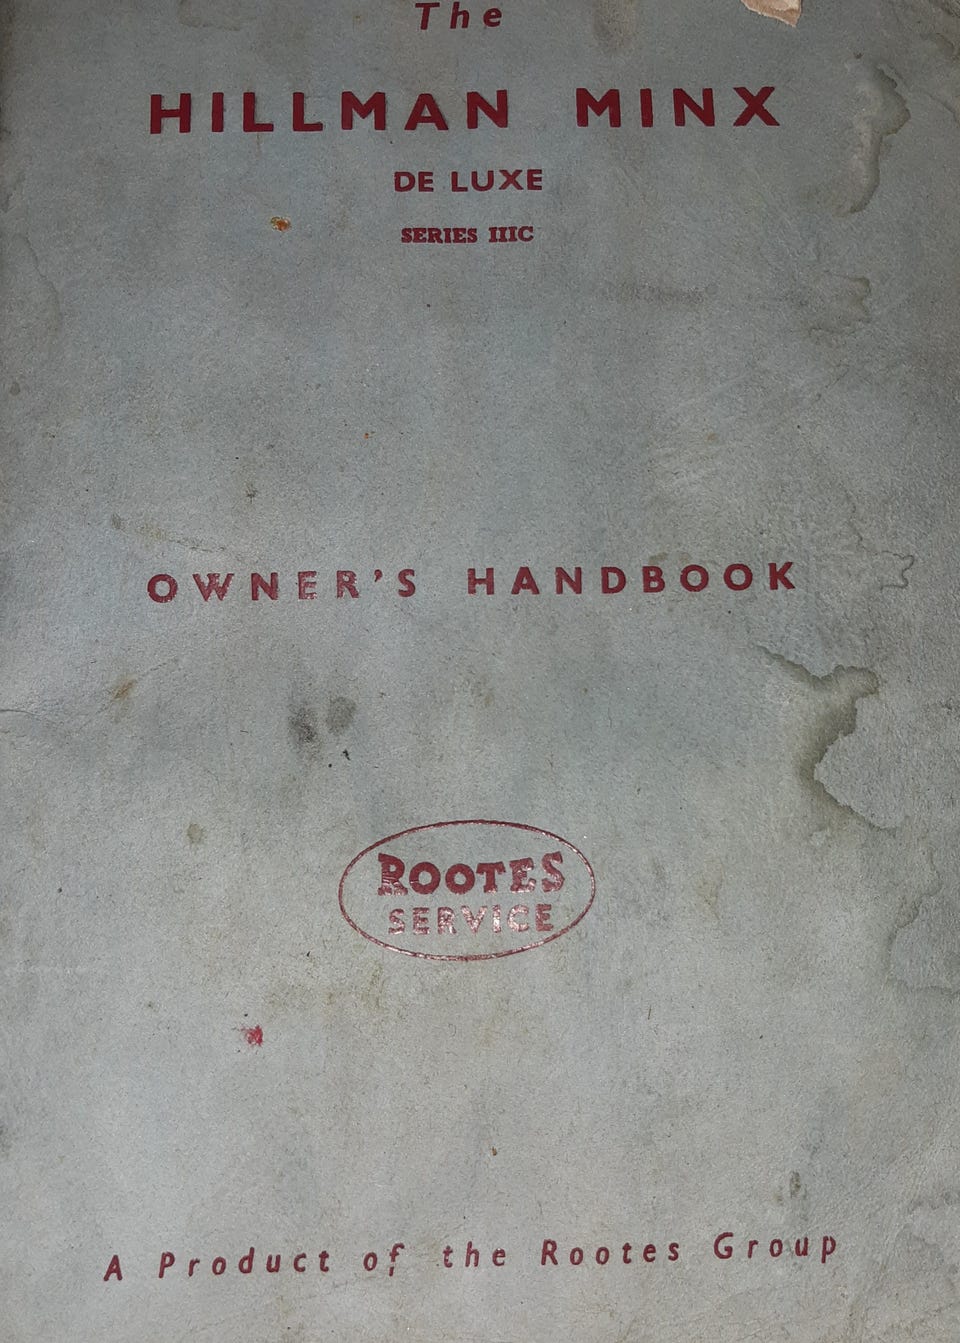 The
HILLMAN MINX
DE LUXE
SERIES IIIC
OWNER'S HANDBOOK
ROOTES
SERVICE
A Product of the Rootes Group